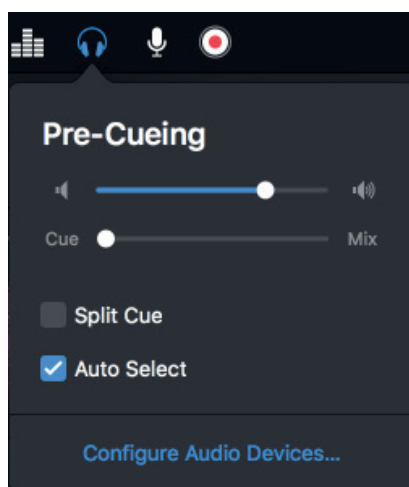 Pre-Cueing
Cue Mix
Split Cue
Auto Select
Configure Audio Devices...